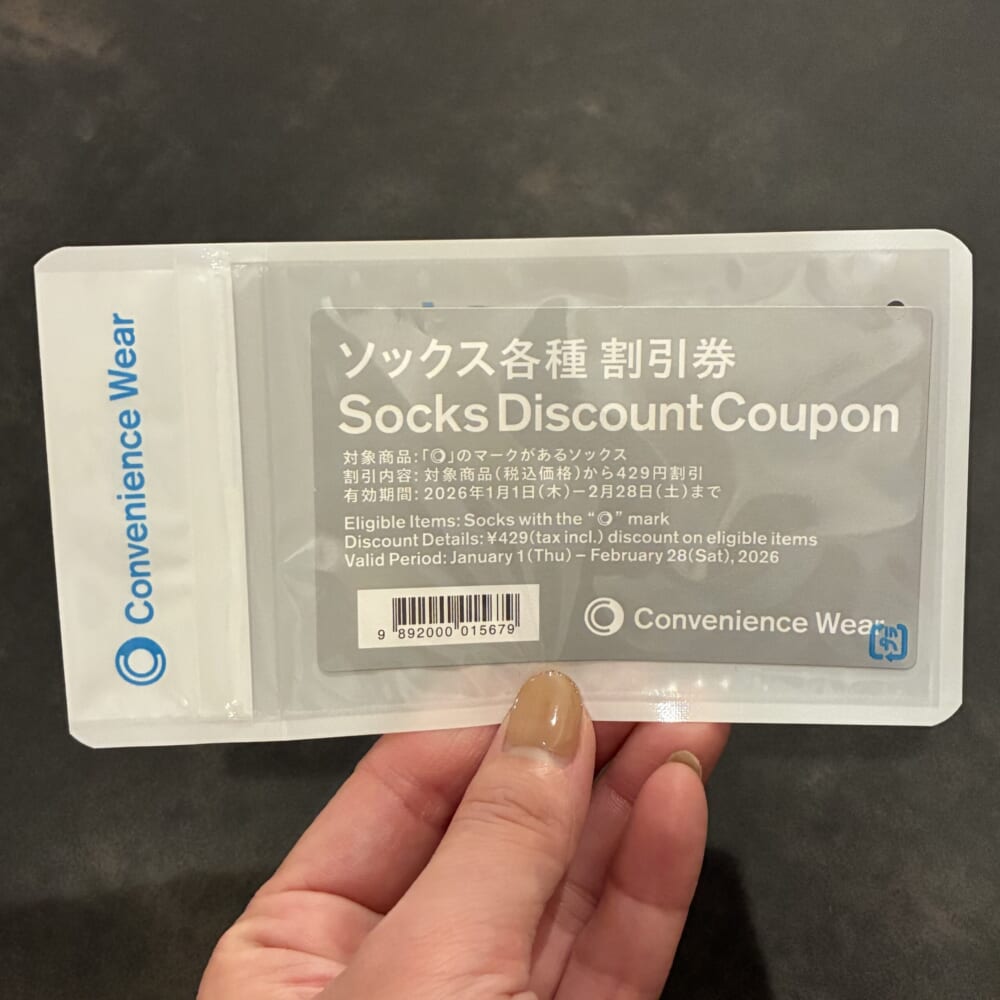 Convenience Wear
ソックス各種 割引券
Socks Discount Coupon
対象商品:「◎」のマークがあるソックス
割引内容: 対象商品(税込価格)から429円割引
有効期間: 2026年1月1日(木)–2月28日(土)まで
Eligible Items: Socks with the “◎” mark
Discount Details: ¥429(tax incl.) discount on eligible items
Valid Period: January 1(Thu) – February 28(Sat), 2026
9 892000 015679
Convenience Wear
プラ